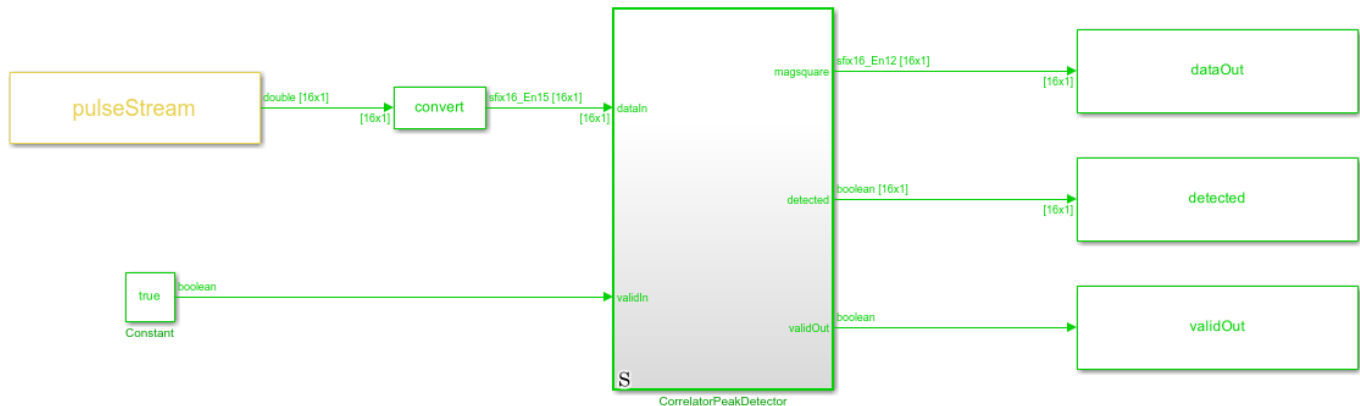 pulseStream
double [16x1]
[16x1]
convert
sfix16_En15 [16x1]
[16x1]
dataIn
magsquare
sfix16_En12 [16x1]
[16x1]
dataOut
detected
boolean [16x1]
[16x1]
detected
true
boolean
Constant
validIn
validOut
boolean
validOut
S
CorrelatorPeakDetector